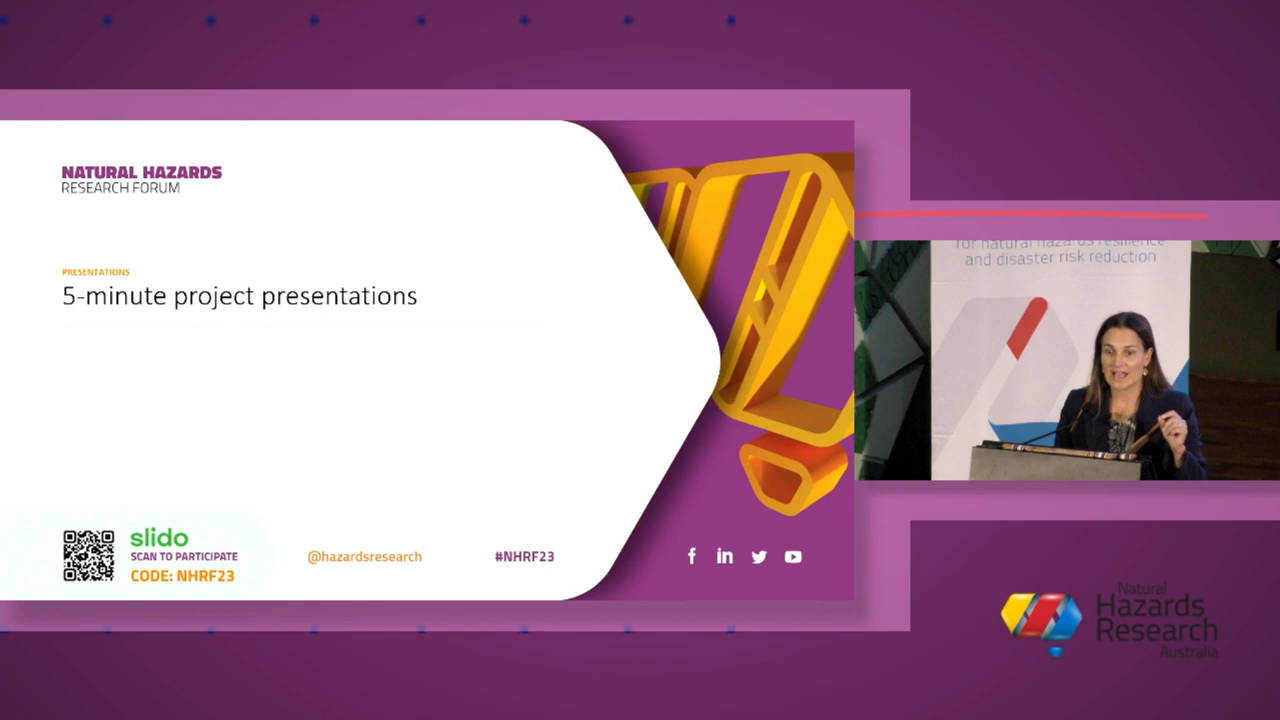 NATURAL HAZARDS
RESEARCH FORUM
PRESENTATIONS
5-minute project presentations
slido
SCAN TO PARTICIPATE
CODE: NHRF23
@hazardsresearch
#NHRF23
for natural hazards resilience
and disaster risk reduction
Natural
Hazards
Research
Australia